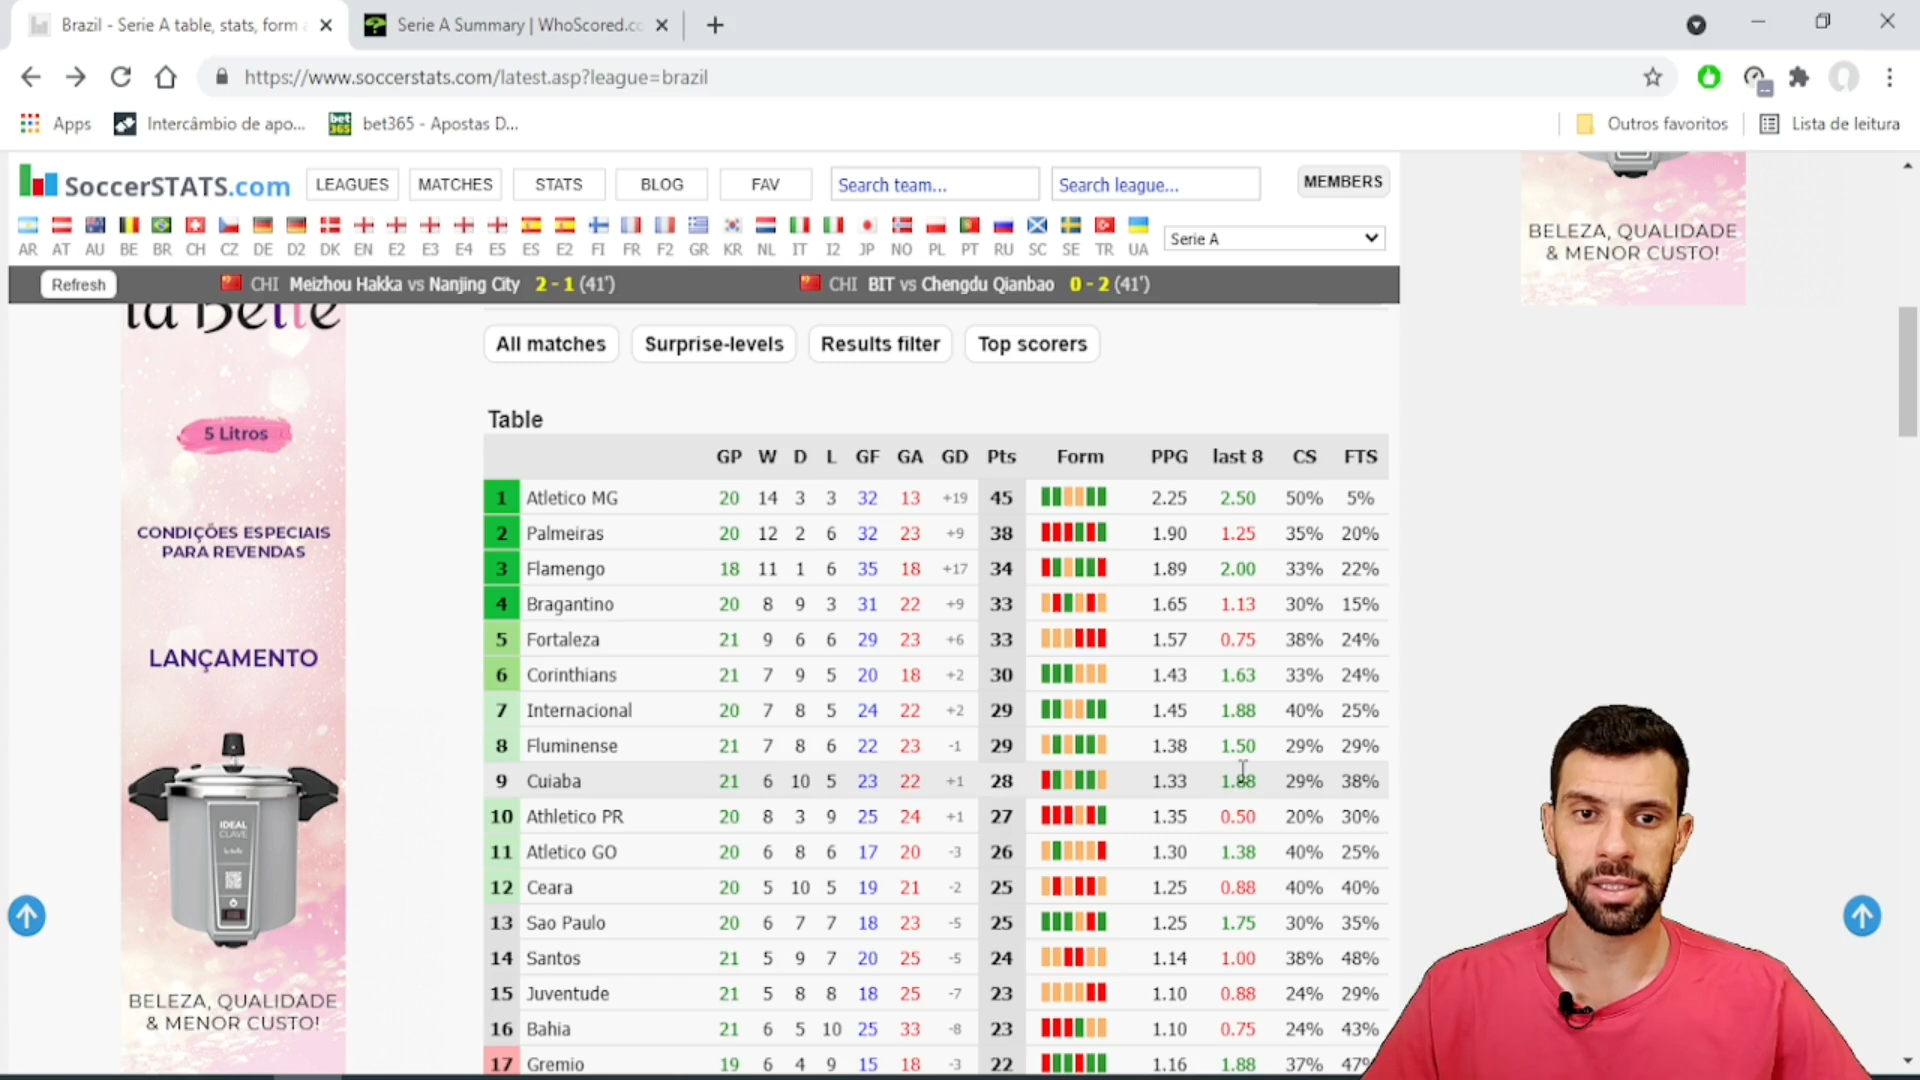 Brazil - Serie A table, stats, form a
Serie A Summary | WhoScored.co
https://www.soccerstats.com/latest.asp?league=brazil
Apps Intercâmbio de apo... bet365 bet365 - Apostas D... Outros favoritos Lista de leitura
SoccerSTATS.com LEAGUES MATCHES STATS BLOG FAV Search team... Search league... MEMBERS
AR AT AU BE BR CH CZ DE D2 DK EN E2 E3 E4 E5 ES E2 FI FR F2 GR KR NL IT I2 JP NO PL PT RU SC SE TR UA Serie A
Refresh CHI Meizhou Hakka vs Nanjing City 2 - 1 (41') CHI BIT vs Chengdu Qianbao 0 - 2 (41')
BELEZA, QUALIDADE
& MENOR CUSTO!
la Belle
5 Litros
CONDIÇÕES ESPECIAIS
PARA REVENDAS
LANÇAMENTO
IDEAL
CLAVE
BELEZA, QUALIDADE
& MENOR CUSTO!
All matches Surprise-levels Results filter Top scorers
Table
GP W D L GF GA GD Pts Form PPG last 8 CS FTS
1 Atletico MG 20 14 3 3 32 13 +19 45 2.25 2.50 50% 5%
2 Palmeiras 20 12 2 6 32 23 +9 38 1.90 1.25 35% 20%
3 Flamengo 18 11 1 6 35 18 +17 34 1.89 2.00 33% 22%
4 Bragantino 20 8 9 3 31 22 +9 33 1.65 1.13 30% 15%
5 Fortaleza 21 9 6 6 29 23 +6 33 1.57 0.75 38% 24%
6 Corinthians 21 7 9 5 20 18 +2 30 1.43 1.63 33% 24%
7 Internacional 20 7 8 5 24 22 +2 29 1.45 1.88 40% 25%
8 Fluminense 21 7 8 6 22 23 -1 29 1.38 1.50 29% 29%
9 Cuiaba 21 6 10 5 23 22 +1 28 1.33 1.88 29% 38%
10 Athletico PR 20 8 3 9 25 24 +1 27 1.35 0.50 20% 30%
11 Atletico GO 20 6 8 6 17 20 -3 26 1.30 1.38 40% 25%
12 Ceara 20 5 10 5 19 21 -2 25 1.25 0.88 40% 40%
13 Sao Paulo 20 6 7 7 18 23 -5 25 1.25 1.75 30% 35%
14 Santos 21 5 9 7 20 25 -5 24 1.14 1.00 38% 48%
15 Juventude 21 5 8 8 18 25 -7 23 1.10 0.88 24% 29%
16 Bahia 21 6 5 10 25 33 -8 23 1.10 0.75 24% 43%
17 Gremio 19 6 4 9 15 18 -3 22 1.16 1.88 37% 47%